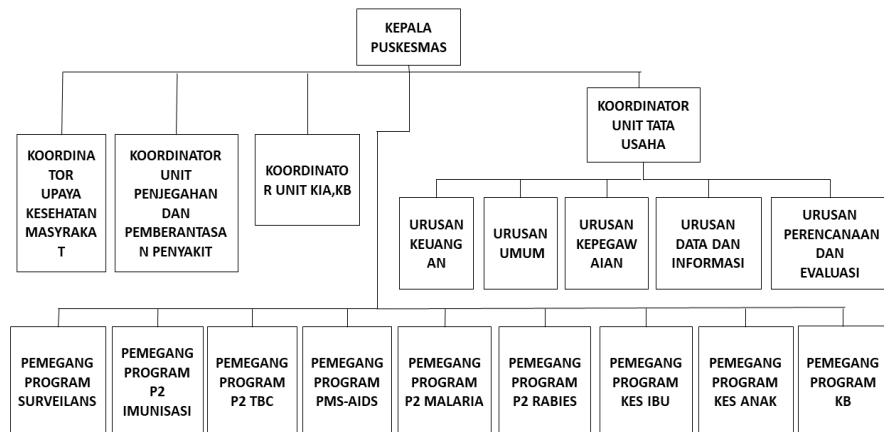 KEPALA
PUSKESMAS
KOORDINATOR
UNIT TATA
USAHA
KOORDINA
TOR
UPAYA
KESEHATAN
MASYRAKA
T
KOORDINATOR
UNIT
PENJEGAHAN
DAN
PEMBERANTASA
N PENYAKIT
KOORDINATO
R UNIT KIA,KB
URUSAN
KEUANG
AN
URUSAN
UMUM
URUSAN
KEPEGAW
AIAN
URUSAN
DATA DAN
INFORMASI
URUSAN
PERENCANAAN
DAN
EVALUASI
PEMEGANG
PROGRAM
SURVEILANS
PEMEGANG
PROGRAM
P2
IMUNISASI
PEMEGANG
PROGRAM
P2 TBC
PEMEGANG
PROGRAM
PMS-AIDS
PEMEGANG
PROGRAM
P2 MALARIA
PEMEGANG
PROGRAM
P2 RABIES
PEMEGANG
PROGRAM
KES IBU
PEMEGANG
PROGRAM
KES ANAK
PEMEGANG
PROGRAM
KB